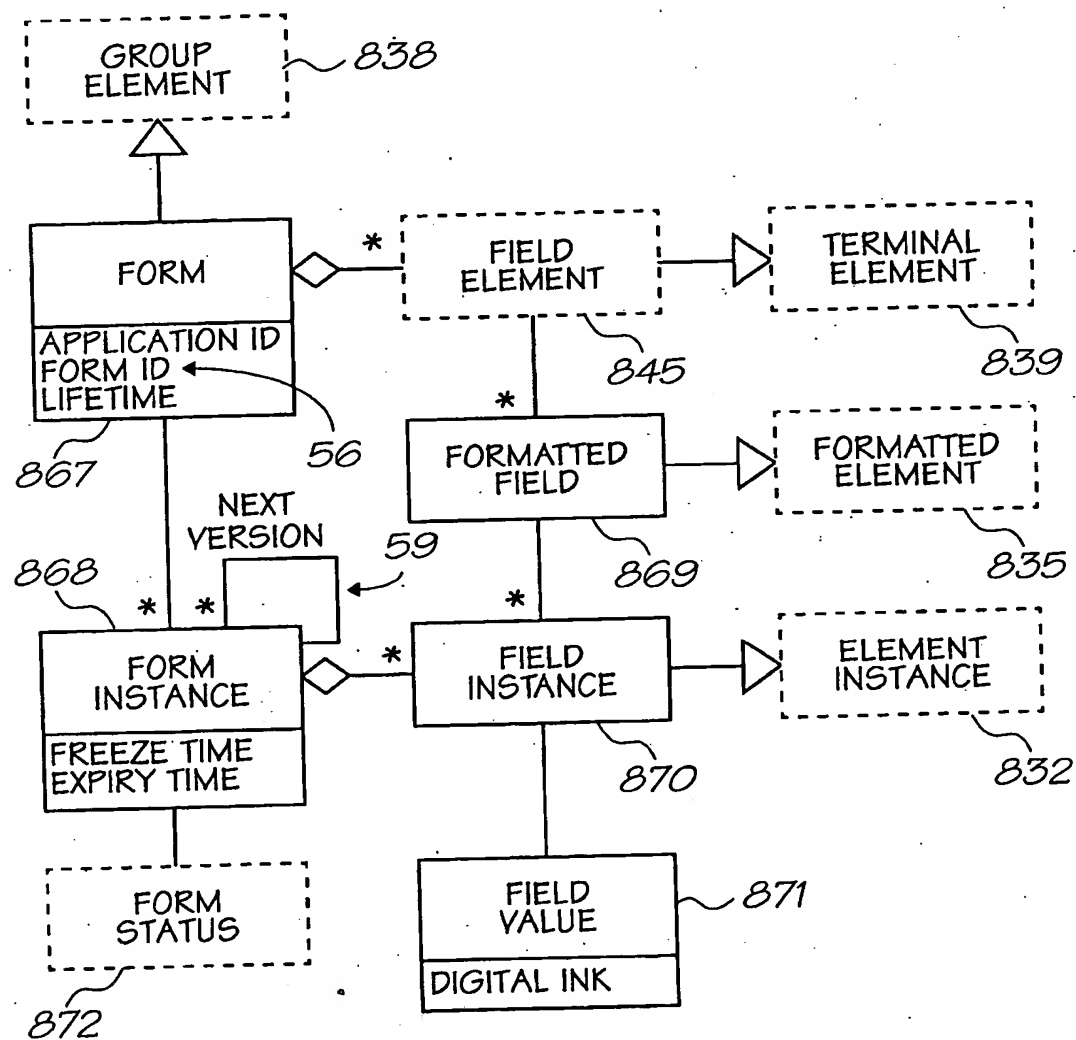 GROUP
ELEMENT
838
FORM
*
FIELD
ELEMENT
TERMINAL
ELEMENT
APPLICATION ID
FORM ID
LIFETIME
845
839
867
56
*
FORMATTED
FIELD
FORMATTED
ELEMENT
NEXT
VERSION
59
869
835
868
*
*
*
FORM
INSTANCE
*
FIELD
INSTANCE
ELEMENT
INSTANCE
FREEZE TIME
EXPIRY TIME
870
832
FORM
STATUS
FIELD
VALUE
871
DIGITAL INK
872